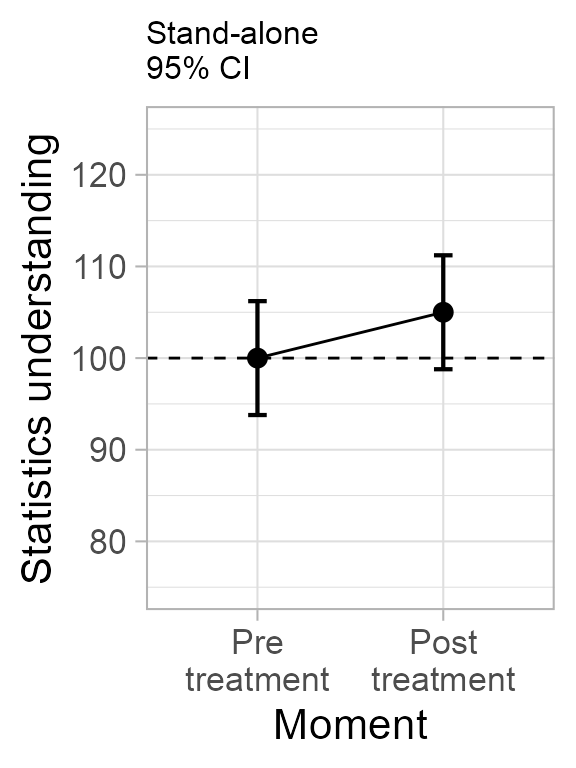 Stand-alone
95% CI
Statistics understanding
120
110
100
90
80
Pre
treatment
Post
treatment
Moment